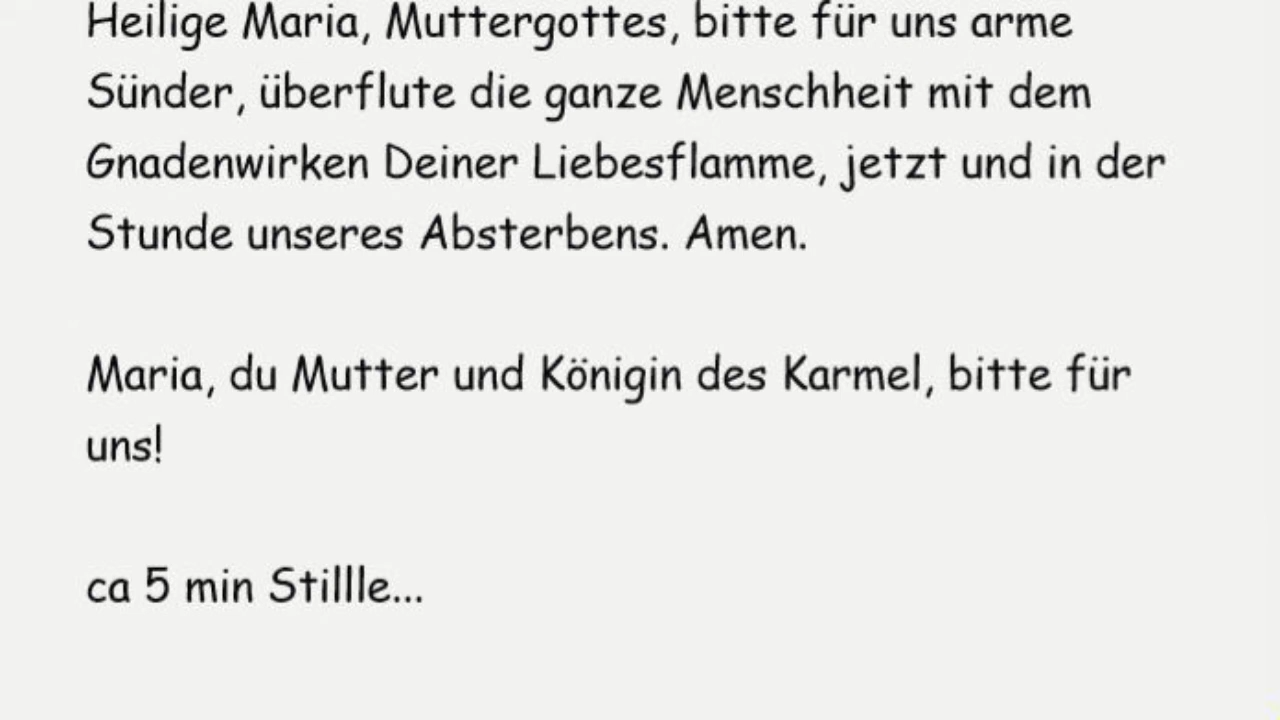 Heilige Maria, Muttergottes, bitte für uns arme
Sünder, überflute die ganze Menschheit mit dem
Gnadenwirken Deiner Liebesflamme, jetzt und in der
Stunde unseres Absterbens. Amen.
Maria, du Mutter und Königin des Karmel, bitte für
uns!
ca 5 min Stillle...